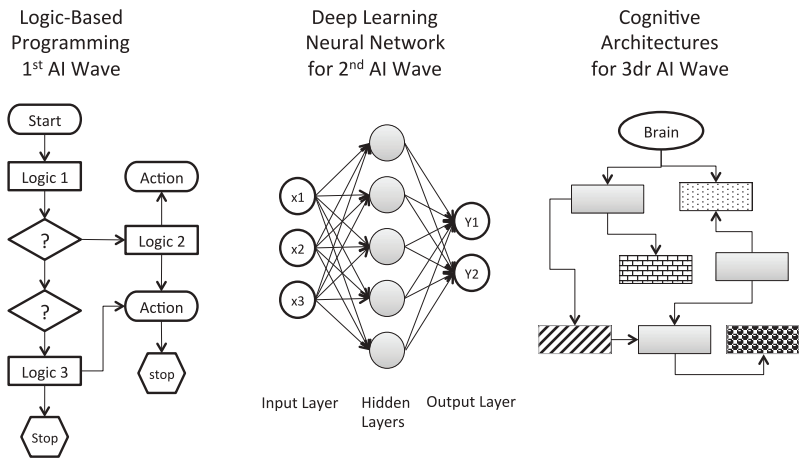 Logic-Based
Programming
1st AI Wave
Start
Logic 1
Action
?
Logic 2
?
Action
Logic 3
stop
Stop
Deep Learning
Neural Network
for 2nd AI Wave
x1
x2
x3
Y1
Y2
Input Layer
Hidden
Layers
Output Layer
Cognitive
Architectures
for 3dr AI Wave
Brain